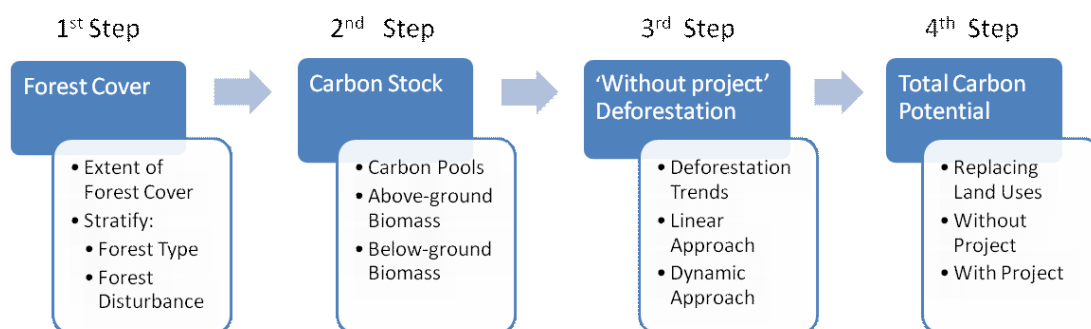 1st Step
Forest Cover
• Extent of
Forest Cover
• Stratify:
• Forest Type
• Forest
Disturbance
2nd Step
Carbon Stock
• Carbon Pools
• Above-ground
Biomass
• Below-ground
Biomass
3rd Step
‘Without project’
Deforestation
• Deforestation
Trends
• Linear
Approach
• Dynamic
Approach
4th Step
Total Carbon
Potential
• Replacing
Land Uses
• Without
Project
• With Project